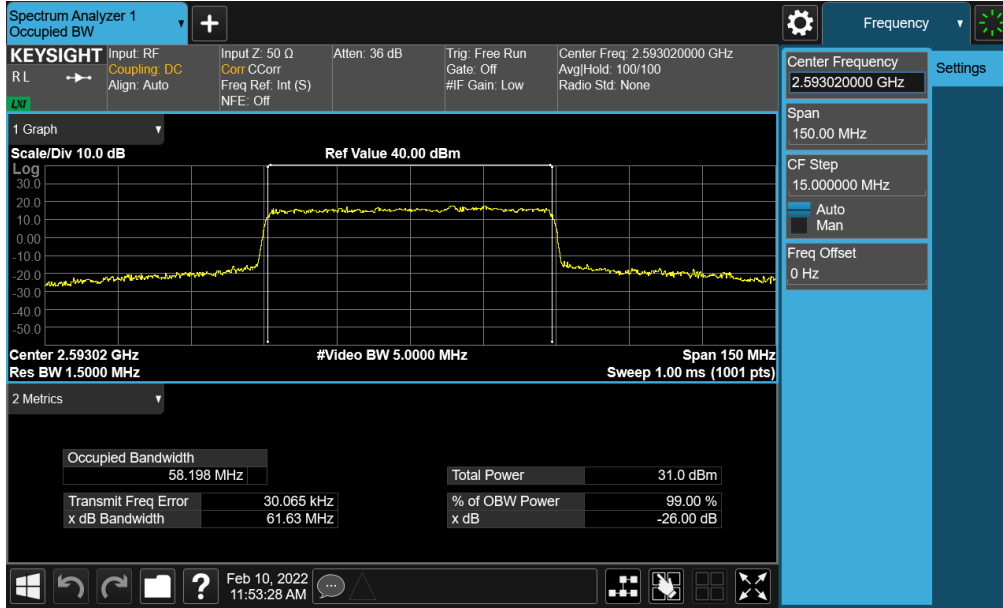 Spectrum Analyzer 1
Occupied BW
Frequency
KEYSIGHT
R L
LXI
Input: RF
Coupling: DC
Align: Auto
Input Z: 50 Ω
Corr CCorr
Freq Ref: Int (S)
NFE: Off
Atten: 36 dB
Trig: Free Run
Gate: Off
#IF Gain: Low
Center Freq: 2.593020000 GHz
Avg|Hold: 100/100
Radio Std: None
Center Frequency
2.593020000 GHz
Settings
Span
150.00 MHz
CF Step
15.000000 MHz
Auto
Man
Freq Offset
0 Hz
1 Graph
Scale/Div 10.0 dB
Ref Value 40.00 dBm
Log
30.0
20.0
10.0
0.00
-10.0
-20.0
-30.0
-40.0
-50.0
Center 2.59302 GHz
#Video BW 5.0000 MHz
Span 150 MHz
Res BW 1.5000 MHz
Sweep 1.00 ms (1001 pts)
2 Metrics
Occupied Bandwidth
58.198 MHz
Total Power 31.0 dBm
Transmit Freq Error 30.065 kHz
% of OBW Power 99.00 %
x dB Bandwidth 61.63 MHz
x dB -26.00 dB
?
Feb 10, 2022
11:53:28 AM